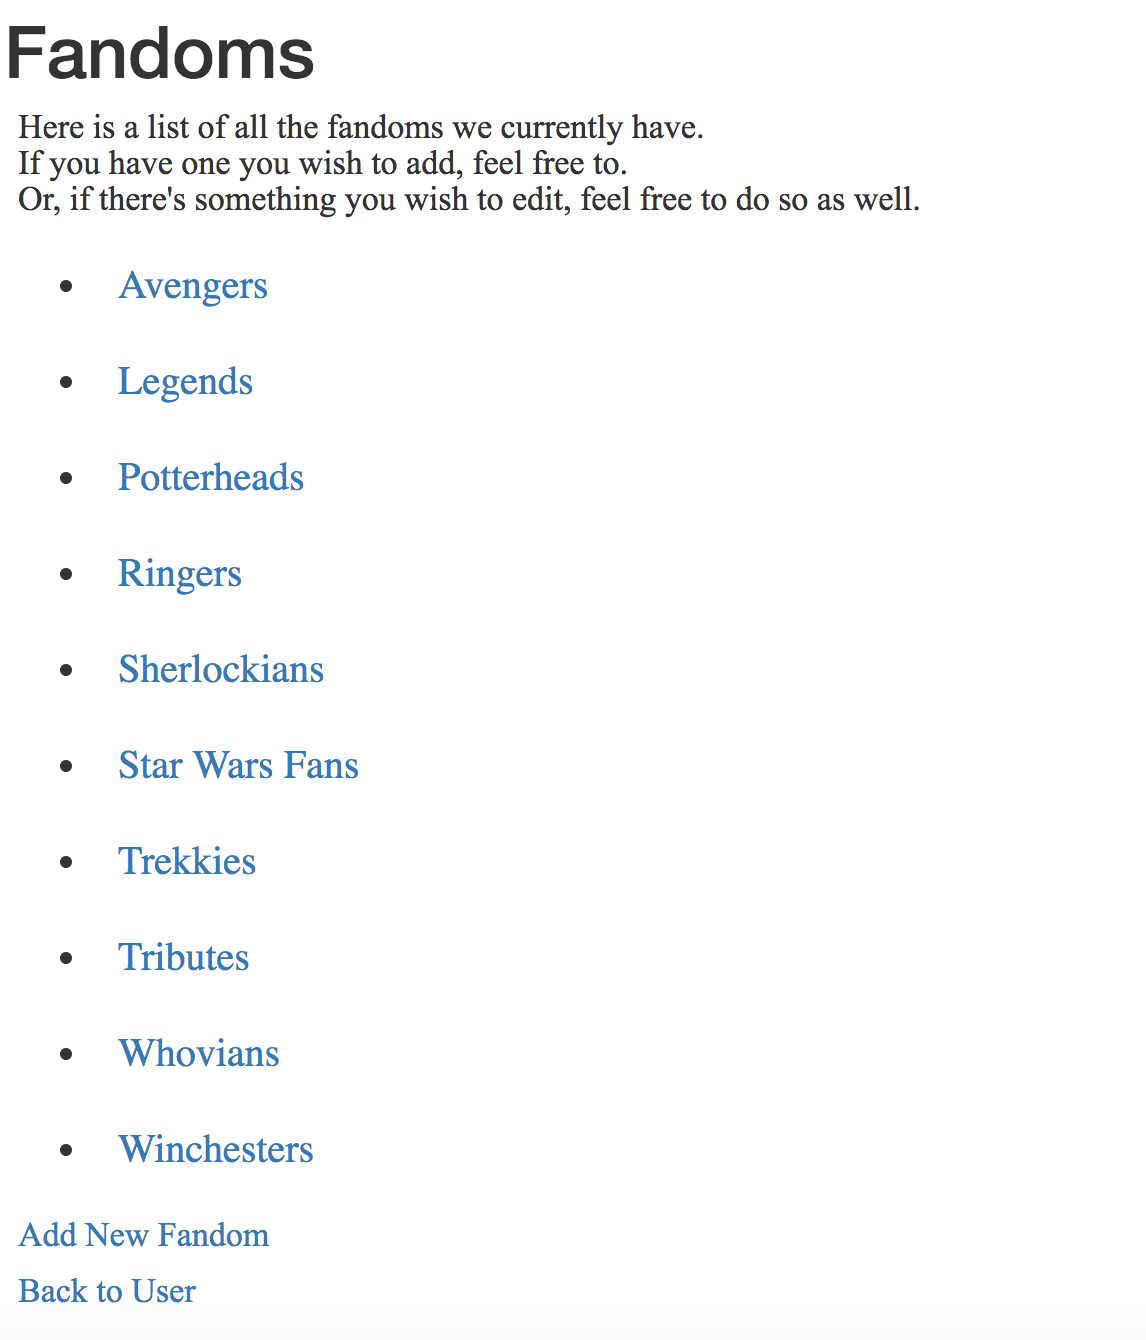 Fandoms
Here is a list of all the fandoms we currently have.
If you have one you wish to add, feel free to.
Or, if there's something you wish to edit, feel free to do so as well.
Avengers
Legends
Potterheads
Ringers
Sherlockians
Star Wars Fans
Trekkies
Tributes
Whovians
Winchesters
Add New Fandom
Back to User